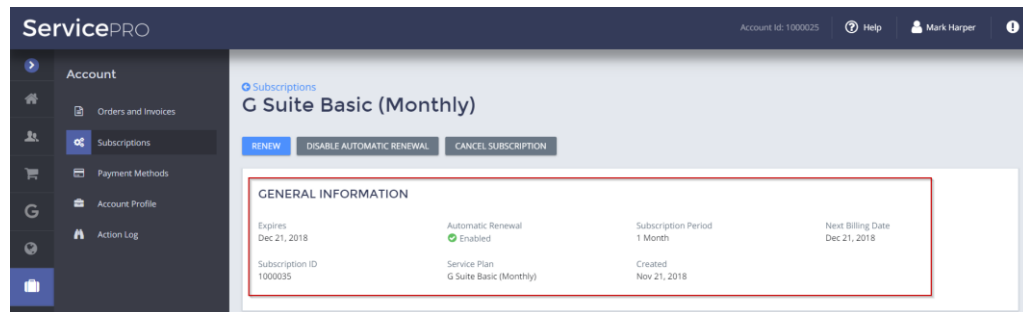 ServicePRO
Account Id: 1000025
Help
Mark Harper
Account
Orders and Invoices
Subscriptions
Payment Methods
Account Profile
Action Log
Subscriptions
G Suite Basic (Monthly)
RENEW
DISABLE AUTOMATIC RENEWAL
CANCEL SUBSCRIPTION
GENERAL INFORMATION
Expires
Dec 21, 2018
Automatic Renewal
Enabled
Subscription Period
1 Month
Next Billing Date
Dec 21, 2018
Subscription ID
1000035
Service Plan
G Suite Basic (Monthly)
Created
Nov 21, 2018